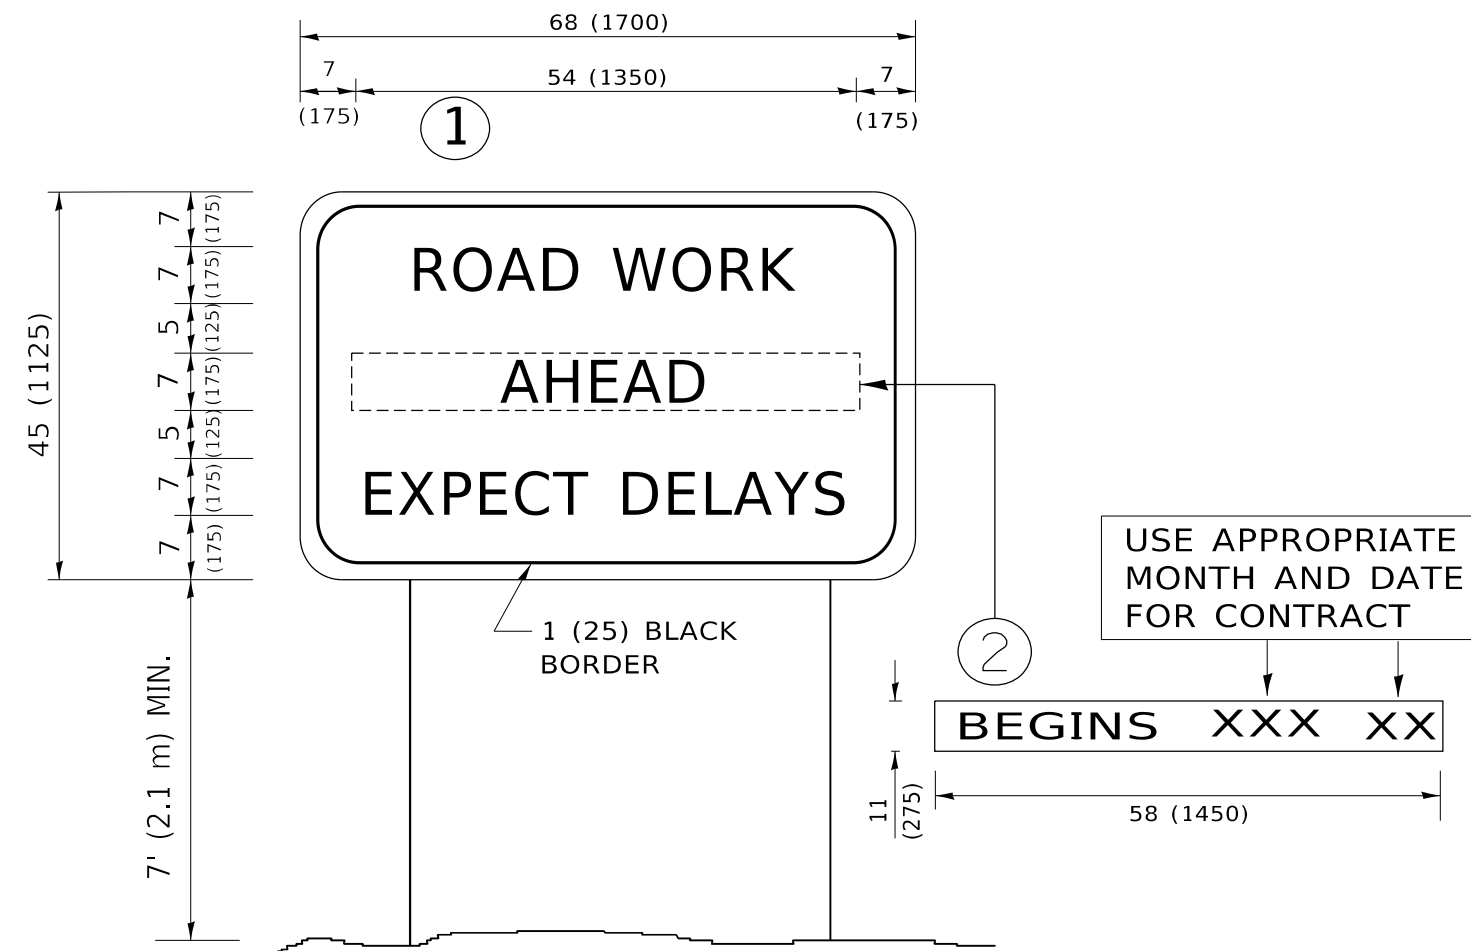 68 (1700)
7
54 (1350)
7
(175)
(175)
1
7
(175)
7
(175)
5
(125)
7
(175)
5
(125)
7
(175)
7
(175)
45 (1125)
ROAD WORK
AHEAD
EXPECT DELAYS
1 (25) BLACK
BORDER
7' (2.1 m) MIN.
2
USE APPROPRIATE
MONTH AND DATE
FOR CONTRACT
BEGINS XXX XX
11
(275)
58 (1450)